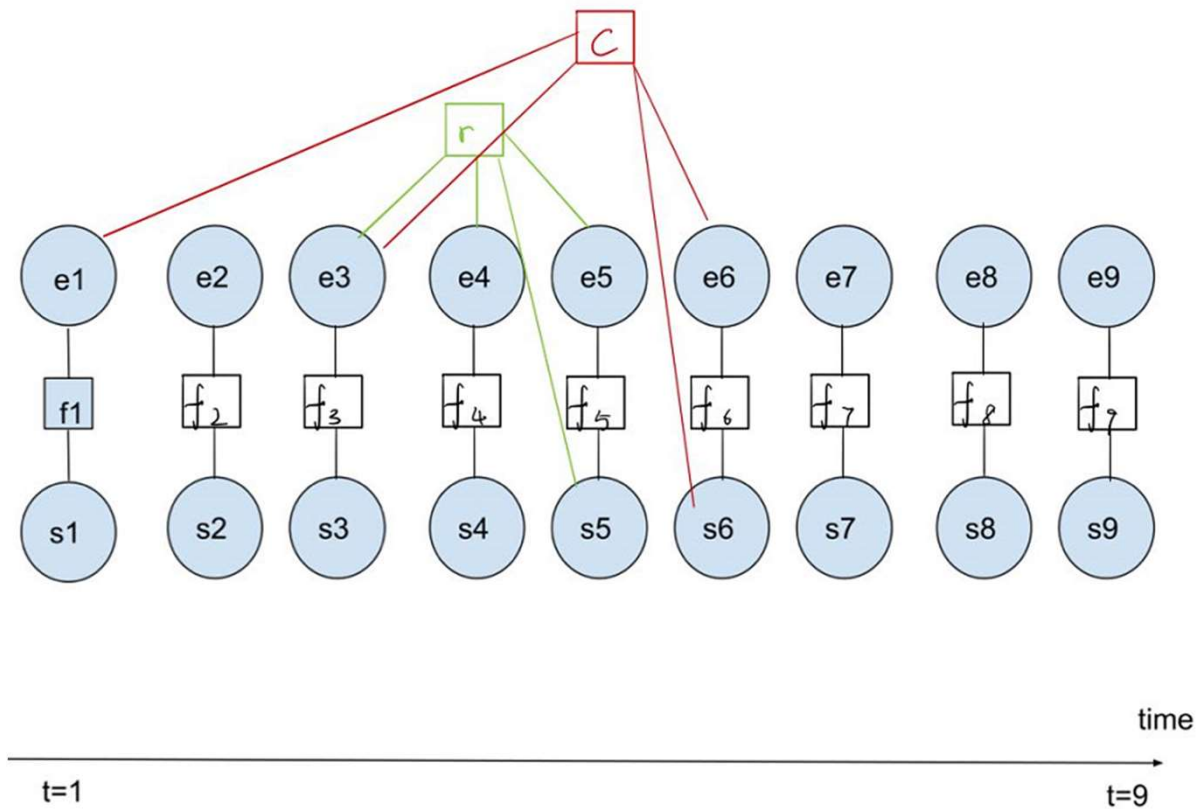 C
r
e1 e2 e3 e4 e5 e6 e7 e8 e9
f1 f2 f3 f4 f5 f6 f7 f8 f9
s1 s2 s3 s4 s5 s6 s7 s8 s9
time
t=1 t=9